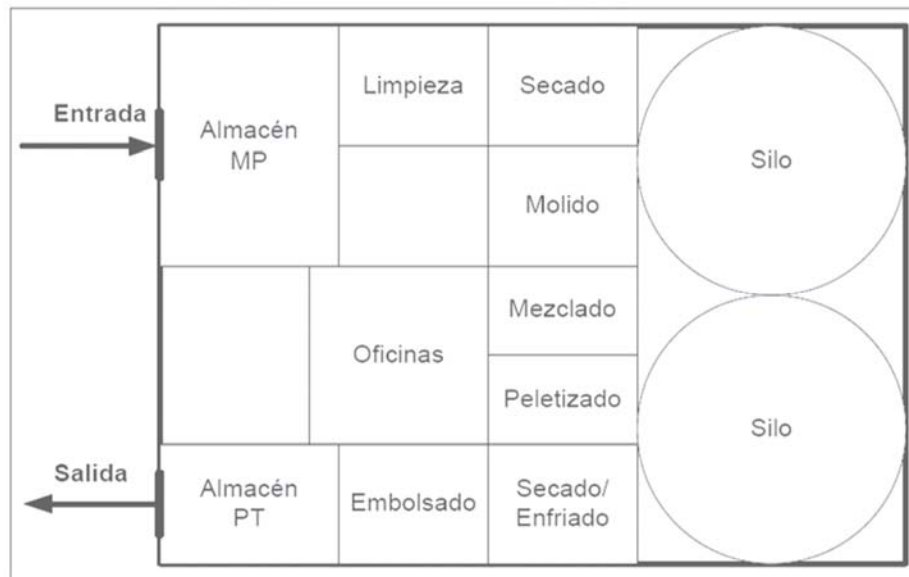 Entrada
Almacén
MP
Limpieza
Secado
Silo
Molido
Mezclado
Oficinas
Peletizado
Silo
Salida
Almacén
PT
Embolsado
Secado/
Enfriado